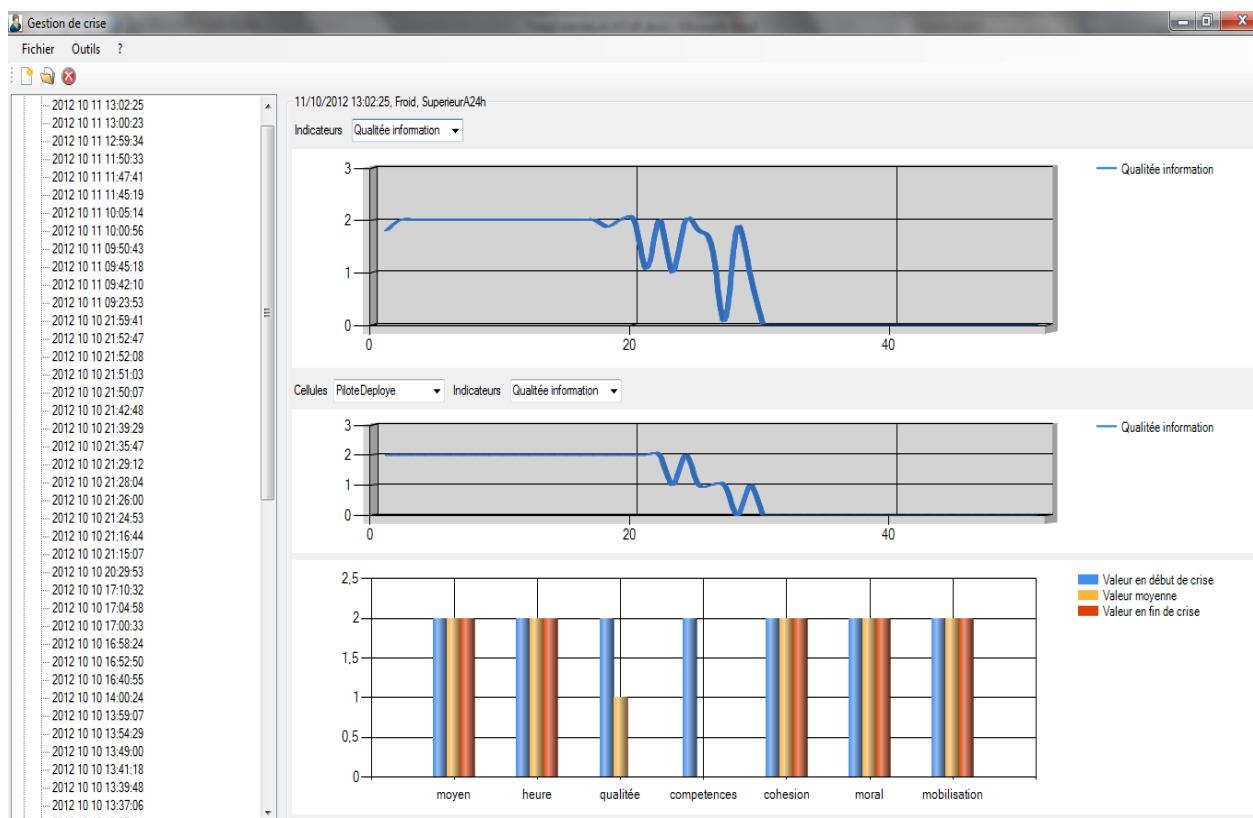 Gestion de crise
Fichier Outils ?
2012 10 11 13:02:25
2012 10 11 13:00:23
2012 10 11 12:59:34
2012 10 11 11:50:33
2012 10 11 11:47:41
2012 10 11 11:45:19
2012 10 11 10:05:14
2012 10 11 10:00:56
2012 10 11 09:50:43
2012 10 11 09:45:18
2012 10 11 09:42:10
2012 10 11 09:23:53
2012 10 10 21:59:41
2012 10 10 21:52:47
2012 10 10 21:52:08
2012 10 10 21:51:03
2012 10 10 21:50:07
2012 10 10 21:42:48
2012 10 10 21:39:29
2012 10 10 21:35:47
2012 10 10 21:29:12
2012 10 10 21:28:04
2012 10 10 21:26:00
2012 10 10 21:24:53
2012 10 10 21:16:44
2012 10 10 21:15:07
2012 10 10 20:29:53
2012 10 10 17:10:32
2012 10 10 17:04:58
2012 10 10 17:00:33
2012 10 10 16:58:24
2012 10 10 16:52:50
2012 10 10 16:40:55
2012 10 10 14:00:24
2012 10 10 13:59:07
2012 10 10 13:54:29
2012 10 10 13:49:00
2012 10 10 13:41:18
2012 10 10 13:39:48
2012 10 10 13:37:06
11/10/2012 13:02:25, Froid, SuperieurA24h
Indicateurs Qualitée information
3
2
1
0
0 20 40
Qualitée information
Cellules PiloteDeploye Indicateurs Qualitée information
3
2
1
0
0 20 40
Qualitée information
2,5
2
1,5
1
0,5
0
moyen heure qualitée competences cohesion moral mobilisation
Valeur en début de crise
Valeur moyenne
Valeur en fin de crise